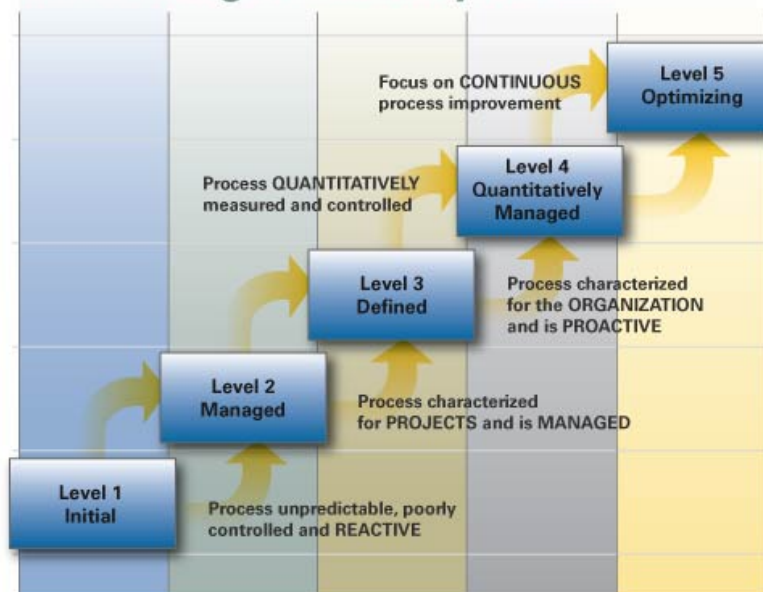 Level 5
Optimizing
Focus on CONTINUOUS
process improvement
Level 4
Quantitatively
Managed
Process QUANTITATIVELY
measured and controlled
Level 3
Defined
Process characterized
for the ORGANIZATION
and is PROACTIVE
Level 2
Managed
Process characterized
for PROJECTS and is MANAGED
Level 1
Initial
Process unpredictable, poorly
controlled and REACTIVE